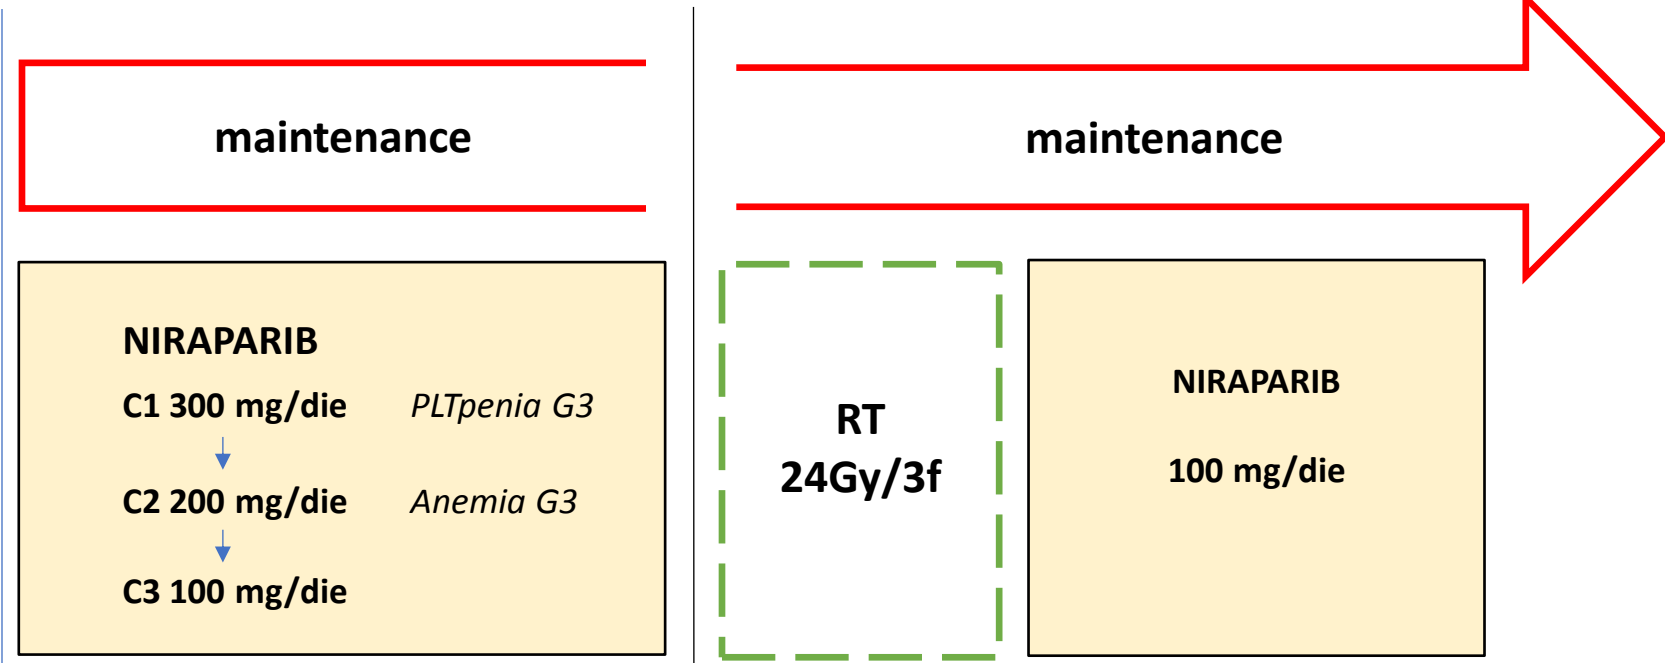 maintenance
maintenance
NIRAPARIB
C1 300 mg/die PLTpenia G3
C2 200 mg/die Anemia G3
C3 100 mg/die
RT
24Gy/3f
NIRAPARIB
100 mg/die